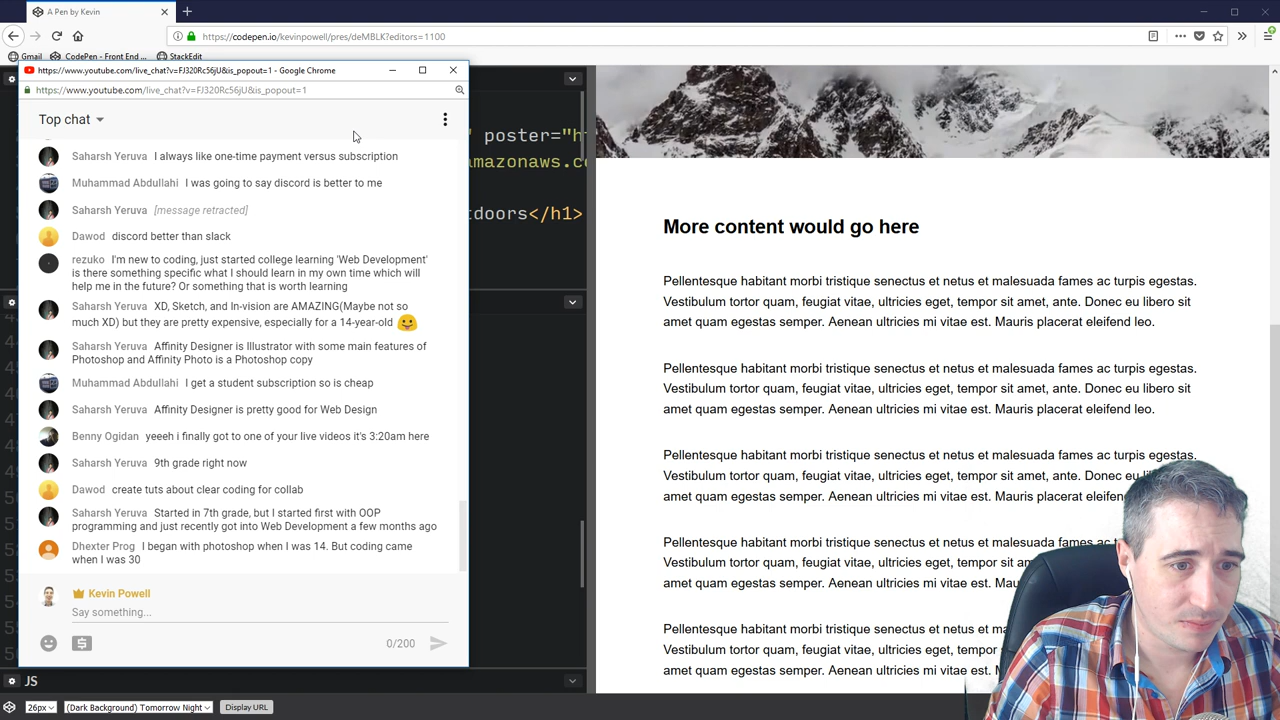 A Pen by Kevin
https://www.codepen.io/kevinpowell/pres/deMBLK?editors=1100
Gmail
CodePen - Front End ...
StackEdit
https://www.youtube.com/live_chat?v=FJ320Rc56jU&is_popout=1 - Google Chrome
https://www.youtube.com/live_chat?v=FJ320Rc56jU&is_popout=1
Top chat
Saharsh Yeruva I always like one-time payment versus subscription
Muhammad Abdullahi I was going to say discord is better to me
Saharsh Yeruva [message retracted]
Dawod discord better than slack
rezuko I'm new to coding, just started college learning 'Web Development'
is there something specific what I should learn in my own time which will
help me in the future? Or something that is worth learning
Saharsh Yeruva XD, Sketch, and In-vision are AMAZING(Maybe not so
much XD) but they are pretty expensive, especially for a 14-year-old
Saharsh Yeruva Affinity Designer is Illustrator with some main features of
Photoshop and Affinity Photo is a Photoshop copy
Muhammad Abdullahi I get a student subscription so is cheap
Saharsh Yeruva Affinity Designer is pretty good for Web Design
Benny Ogidan yeeeh i finally got to one of your live videos it's 3:20am here
Saharsh Yeruva 9th grade right now
Dawod create tuts about clear coding for collab
Saharsh Yeruva Started in 7th grade, but I started first with OOP
programming and just recently got into Web Development a few months ago
Dhexter Prog I began with photoshop when I was 14. But coding came
when I was 30
Kevin Powell
Say something...
0/200
" poster="h
mazonaws.co
tdoors</h1>
JS
26px
(Dark Background) Tomorrow Night
Display URL
More content would go here
Pellentesque habitant morbi tristique senectus et netus et malesuada fames ac turpis egestas.
Vestibulum tortor quam, feugiat vitae, ultricies eget, tempor sit amet, ante. Donec eu libero sit
amet quam egestas semper. Aenean ultricies mi vitae est. Mauris placerat eleifend leo.
Pellentesque habitant morbi tristique senectus et netus et malesuada fames ac turpis egestas.
Vestibulum tortor quam, feugiat vitae, ultricies eget, tempor sit amet, ante. Donec eu libero sit
amet quam egestas semper. Aenean ultricies mi vitae est. Mauris placerat eleifend leo.
Pellentesque habitant morbi tristique senectus et netus et malesuada fames ac turpis egestas.
Vestibulum tortor quam, feugiat vitae, ultricies eget, tempor sit amet, ante. Donec eu
amet quam egestas semper. Aenean ultricies mi vitae est. Mauris placerat eleifen
Pellentesque habitant morbi tristique senectus et netus et malesuada fames ac
Vestibulum tortor quam, feugiat vitae, ultricies eget, tempor sit am
amet quam egestas semper. Aenean ultricies mi vitae est. Mau
Pellentesque habitant morbi tristique senectus et netus et ma
Vestibulum tortor quam, feugiat vitae, ultricies eget, tempor
amet quam egestas semper. Aenean ultricies mi vitae est.